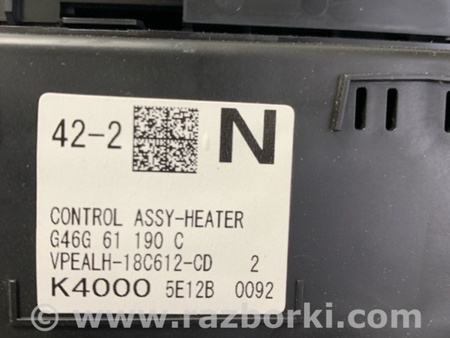 42-2 N
CONTROL ASSY-HEATER
G46G 61 190 C
VPEALH-18C612-CD 2
K4000 5E12B 0092
www.razborki.com